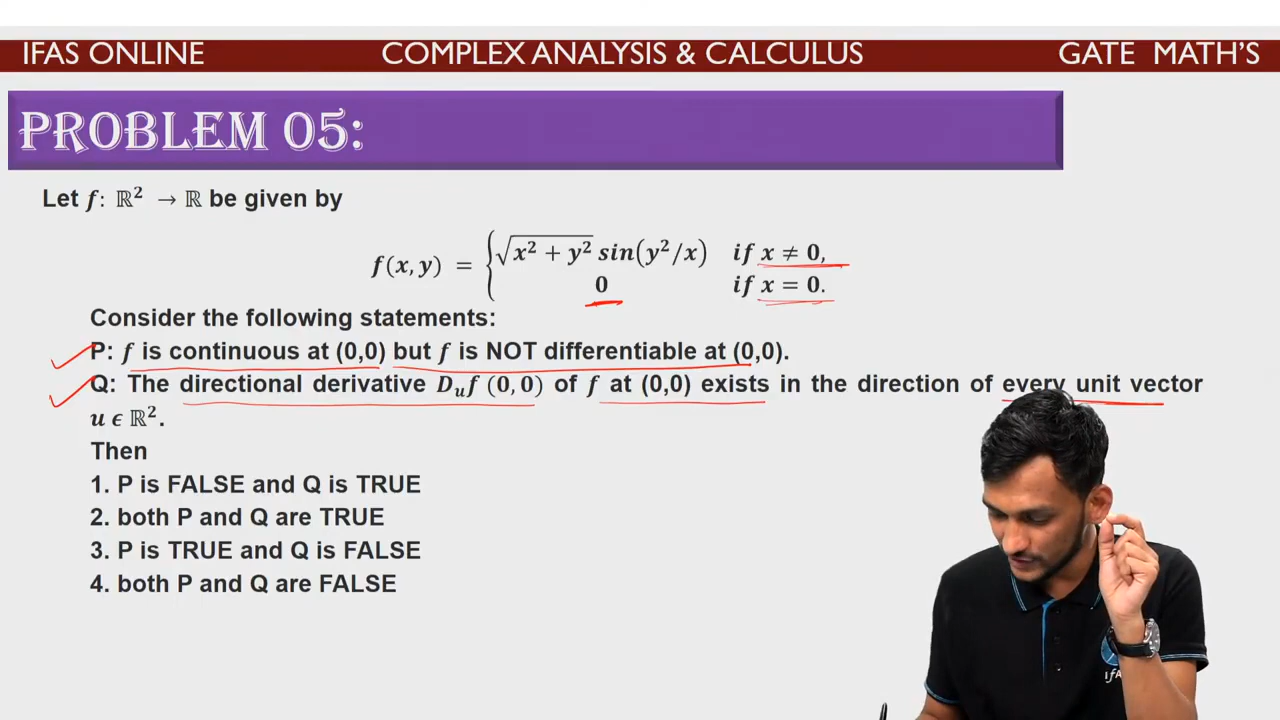 IFAS ONLINE COMPLEX ANALYSIS & CALCULUS GATE MATH'S
PROBLEM 05:
Let f: ℝ² → ℝ be given by
f(x, y) = { √(x² + y²) sin(y²/x) if x ≠ 0,
0 if x = 0.
Consider the following statements:
P: f is continuous at (0,0) but f is NOT differentiable at (0,0).
Q: The directional derivative Dᵤf (0,0) of f at (0,0) exists in the direction of every unit vector
u ϵ ℝ².
Then
1. P is FALSE and Q is TRUE
2. both P and Q are TRUE
3. P is TRUE and Q is FALSE
4. both P and Q are FALSE